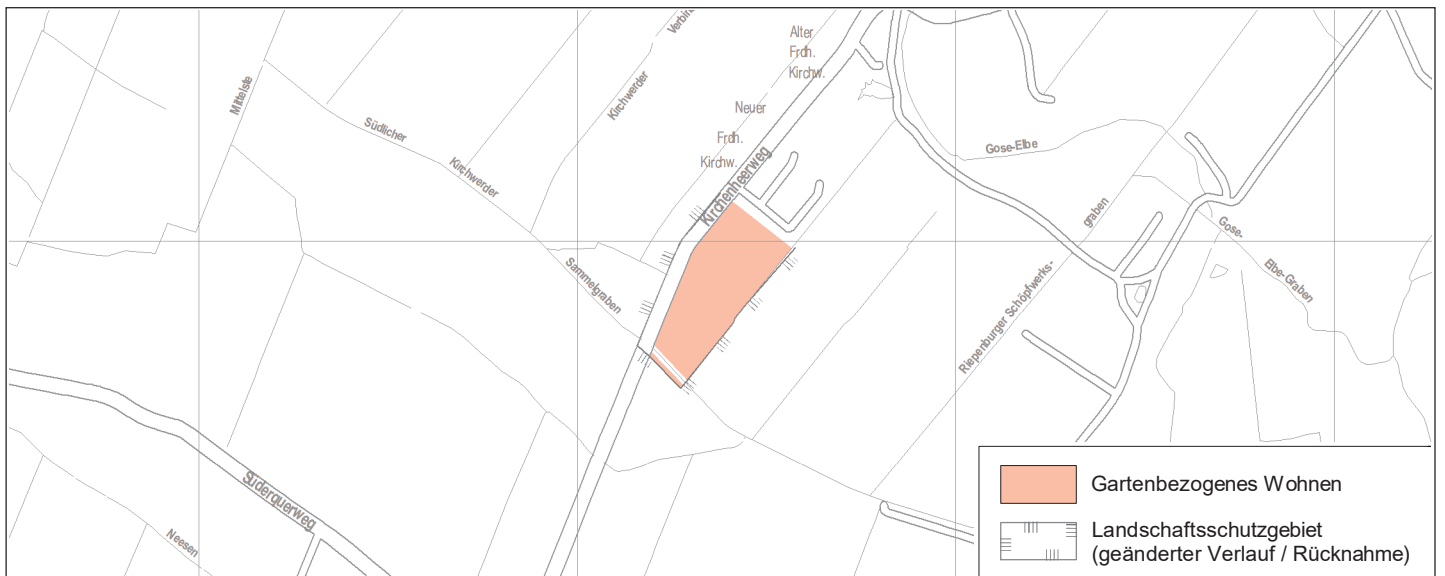 Verbin
Alter
Frdh.
Kirchw.
Mittelste
Kirchwerder
Neuer
Südlicher
Frdh.
Gose-Elbe
Kirchw.
Kirchwerder
Kirchenheerweg
graben
Gose-
Elbe-Graben
Sammelgraben
Riepenburger Schöpfwerks-
Süderquerweg
Neesen
Gartenbezogenes Wohnen
Landschaftsschutzgebiet
(geänderter Verlauf / Rücknahme)